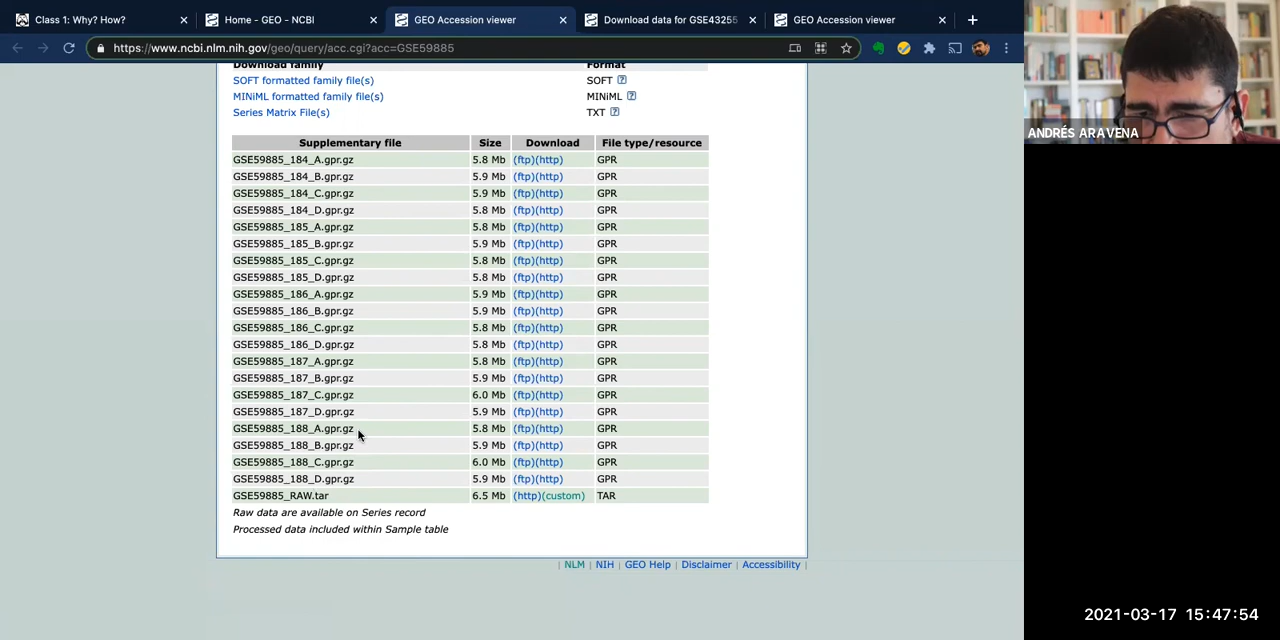 Class 1: Why? How?
Home - GEO - NCBI
GEO Accession viewer
Download data for GSE43255
GEO Accession viewer
https://www.ncbi.nlm.nih.gov/geo/query/acc.cgi?acc=GSE59885
ANDRÉS ARAVENA
Download family Format
SOFT formatted family file(s) SOFT ?
MINiML formatted family file(s) MINiML ?
Series Matrix File(s) TXT ?
Supplementary file Size Download File type/resource
GSE59885_184_A.gpr.gz 5.8 Mb (ftp)(http) GPR
GSE59885_184_B.gpr.gz 5.9 Mb (ftp)(http) GPR
GSE59885_184_C.gpr.gz 5.9 Mb (ftp)(http) GPR
GSE59885_184_D.gpr.gz 5.8 Mb (ftp)(http) GPR
GSE59885_185_A.gpr.gz 5.8 Mb (ftp)(http) GPR
GSE59885_185_B.gpr.gz 5.9 Mb (ftp)(http) GPR
GSE59885_185_C.gpr.gz 5.8 Mb (ftp)(http) GPR
GSE59885_185_D.gpr.gz 5.8 Mb (ftp)(http) GPR
GSE59885_186_A.gpr.gz 5.9 Mb (ftp)(http) GPR
GSE59885_186_B.gpr.gz 5.9 Mb (ftp)(http) GPR
GSE59885_186_C.gpr.gz 5.8 Mb (ftp)(http) GPR
GSE59885_186_D.gpr.gz 5.8 Mb (ftp)(http) GPR
GSE59885_187_A.gpr.gz 5.8 Mb (ftp)(http) GPR
GSE59885_187_B.gpr.gz 5.9 Mb (ftp)(http) GPR
GSE59885_187_C.gpr.gz 6.0 Mb (ftp)(http) GPR
GSE59885_187_D.gpr.gz 5.9 Mb (ftp)(http) GPR
GSE59885_188_A.gpr.gz 5.8 Mb (ftp)(http) GPR
GSE59885_188_B.gpr.gz 5.9 Mb (ftp)(http) GPR
GSE59885_188_C.gpr.gz 6.0 Mb (ftp)(http) GPR
GSE59885_188_D.gpr.gz 5.9 Mb (ftp)(http) GPR
GSE59885_RAW.tar 6.5 Mb (http)(custom) TAR
Raw data are available on Series record
Processed data included within Sample table
| NLM | NIH | GEO Help | Disclaimer | Accessibility |
2021-03-17 15:47:54